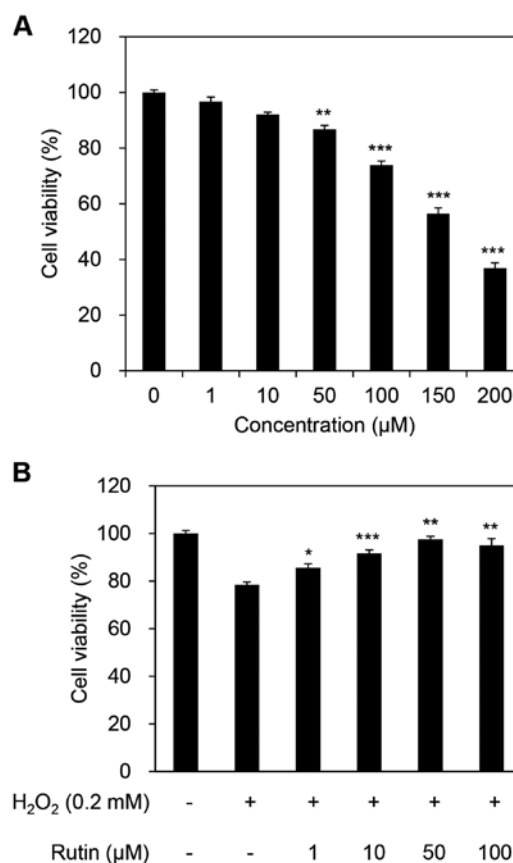 A
120
100
80
60
40
20
0
Cell viability (%)
**
***
***
***
0 1 10 50 100 150 200
Concentration (µM)
B
120
100
80
60
40
20
0
Cell viability (%)
*
***
**
**
H₂O₂ (0.2 mM) - + + + + +
Rutin (µM) - - 1 10 50 100